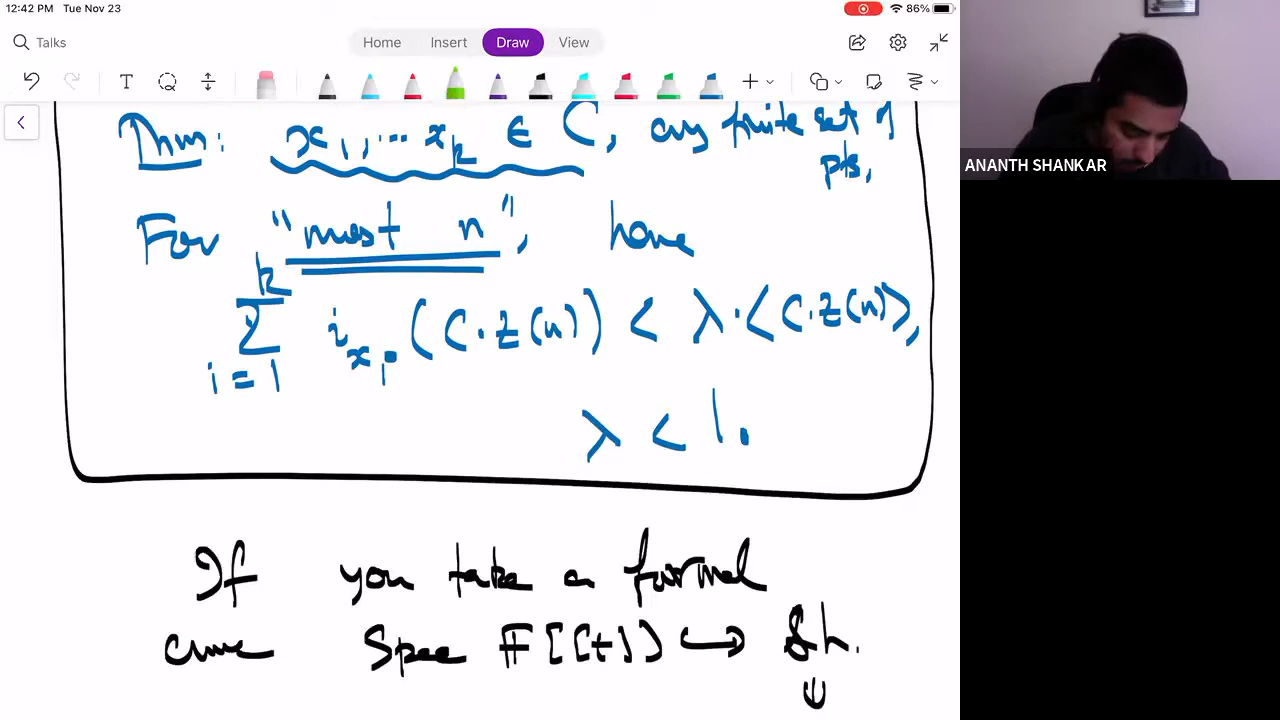 12:42 PM Tue Nov 23
86%
Talks
Home Insert Draw View
Thm: x₁, ... x_k ∈ C, any finite set of
pts,
For "most n", have
∑_{i=1}^{k} i_{x_i} (C·Z(n)) < λ·<C·Z(n)>,
λ < 1.
If you take a formal
curve Spec F[[t]] ↪ Sh.
ANANTH SHANKAR